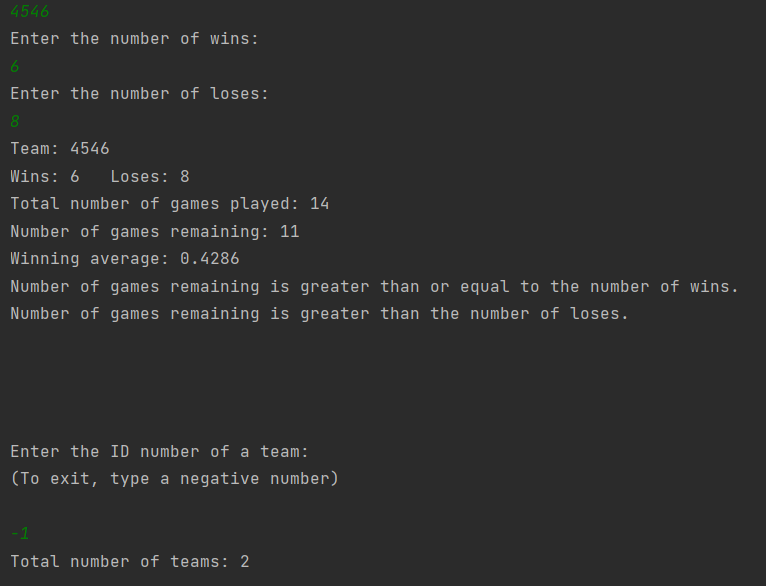 4546
Enter the number of wins:
6
Enter the number of loses:
8
Team: 4546
Wins: 6   Loses: 8
Total number of games played: 14
Number of games remaining: 11
Winning average: 0.4286
Number of games remaining is greater than or equal to the number of wins.
Number of games remaining is greater than the number of loses.
Enter the ID number of a team:
(To exit, type a negative number)
-1
Total number of teams: 2